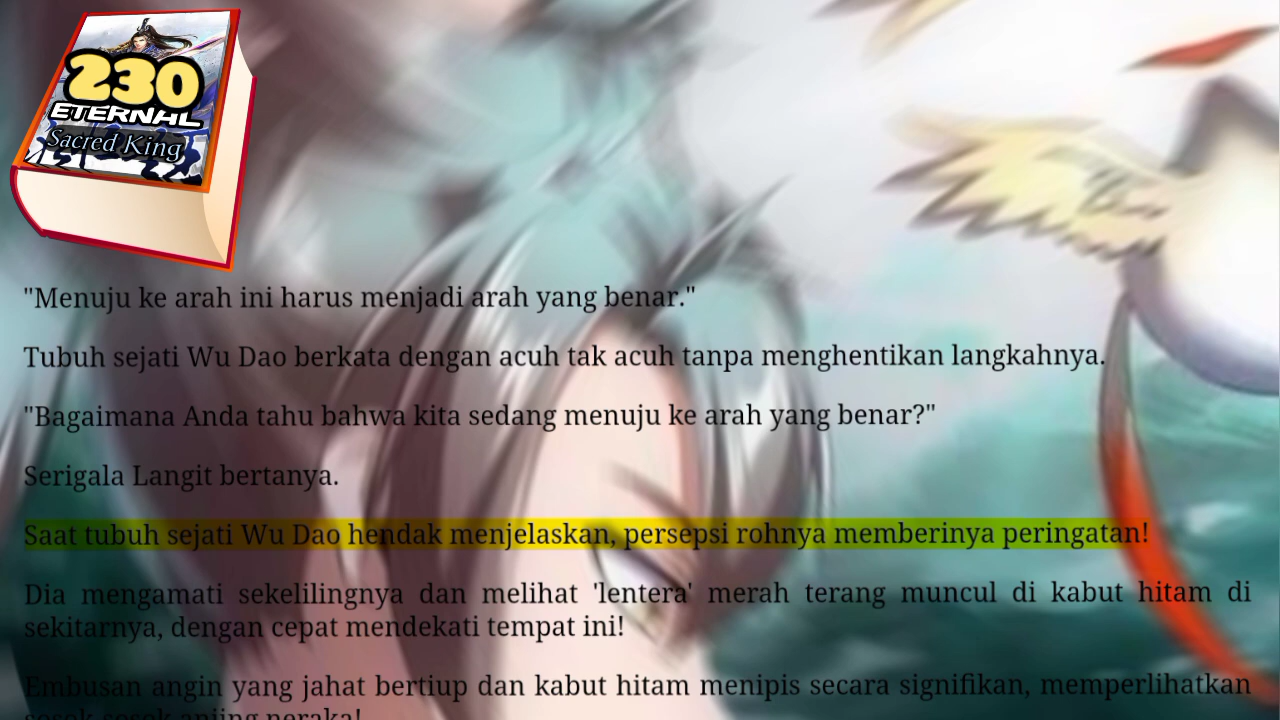 230
ETERNAL
Sacred King
"Menuju ke arah ini harus menjadi arah yang benar."
Tubuh sejati Wu Dao berkata dengan acuh tak acuh tanpa menghentikan langkahnya.
"Bagaimana Anda tahu bahwa kita sedang menuju ke arah yang benar?"
Serigala Langit bertanya.
Saat tubuh sejati Wu Dao hendak menjelaskan, persepsi rohnya memberinya peringatan!
Dia mengamati sekelilingnya dan melihat 'lentera' merah terang muncul di kabut hitam di
sekitarnya, dengan cepat mendekati tempat ini!
Embusan angin yang jahat bertiup dan kabut hitam menipis secara signifikan, memperlihatkan
sosok-sosok anjing neraka!